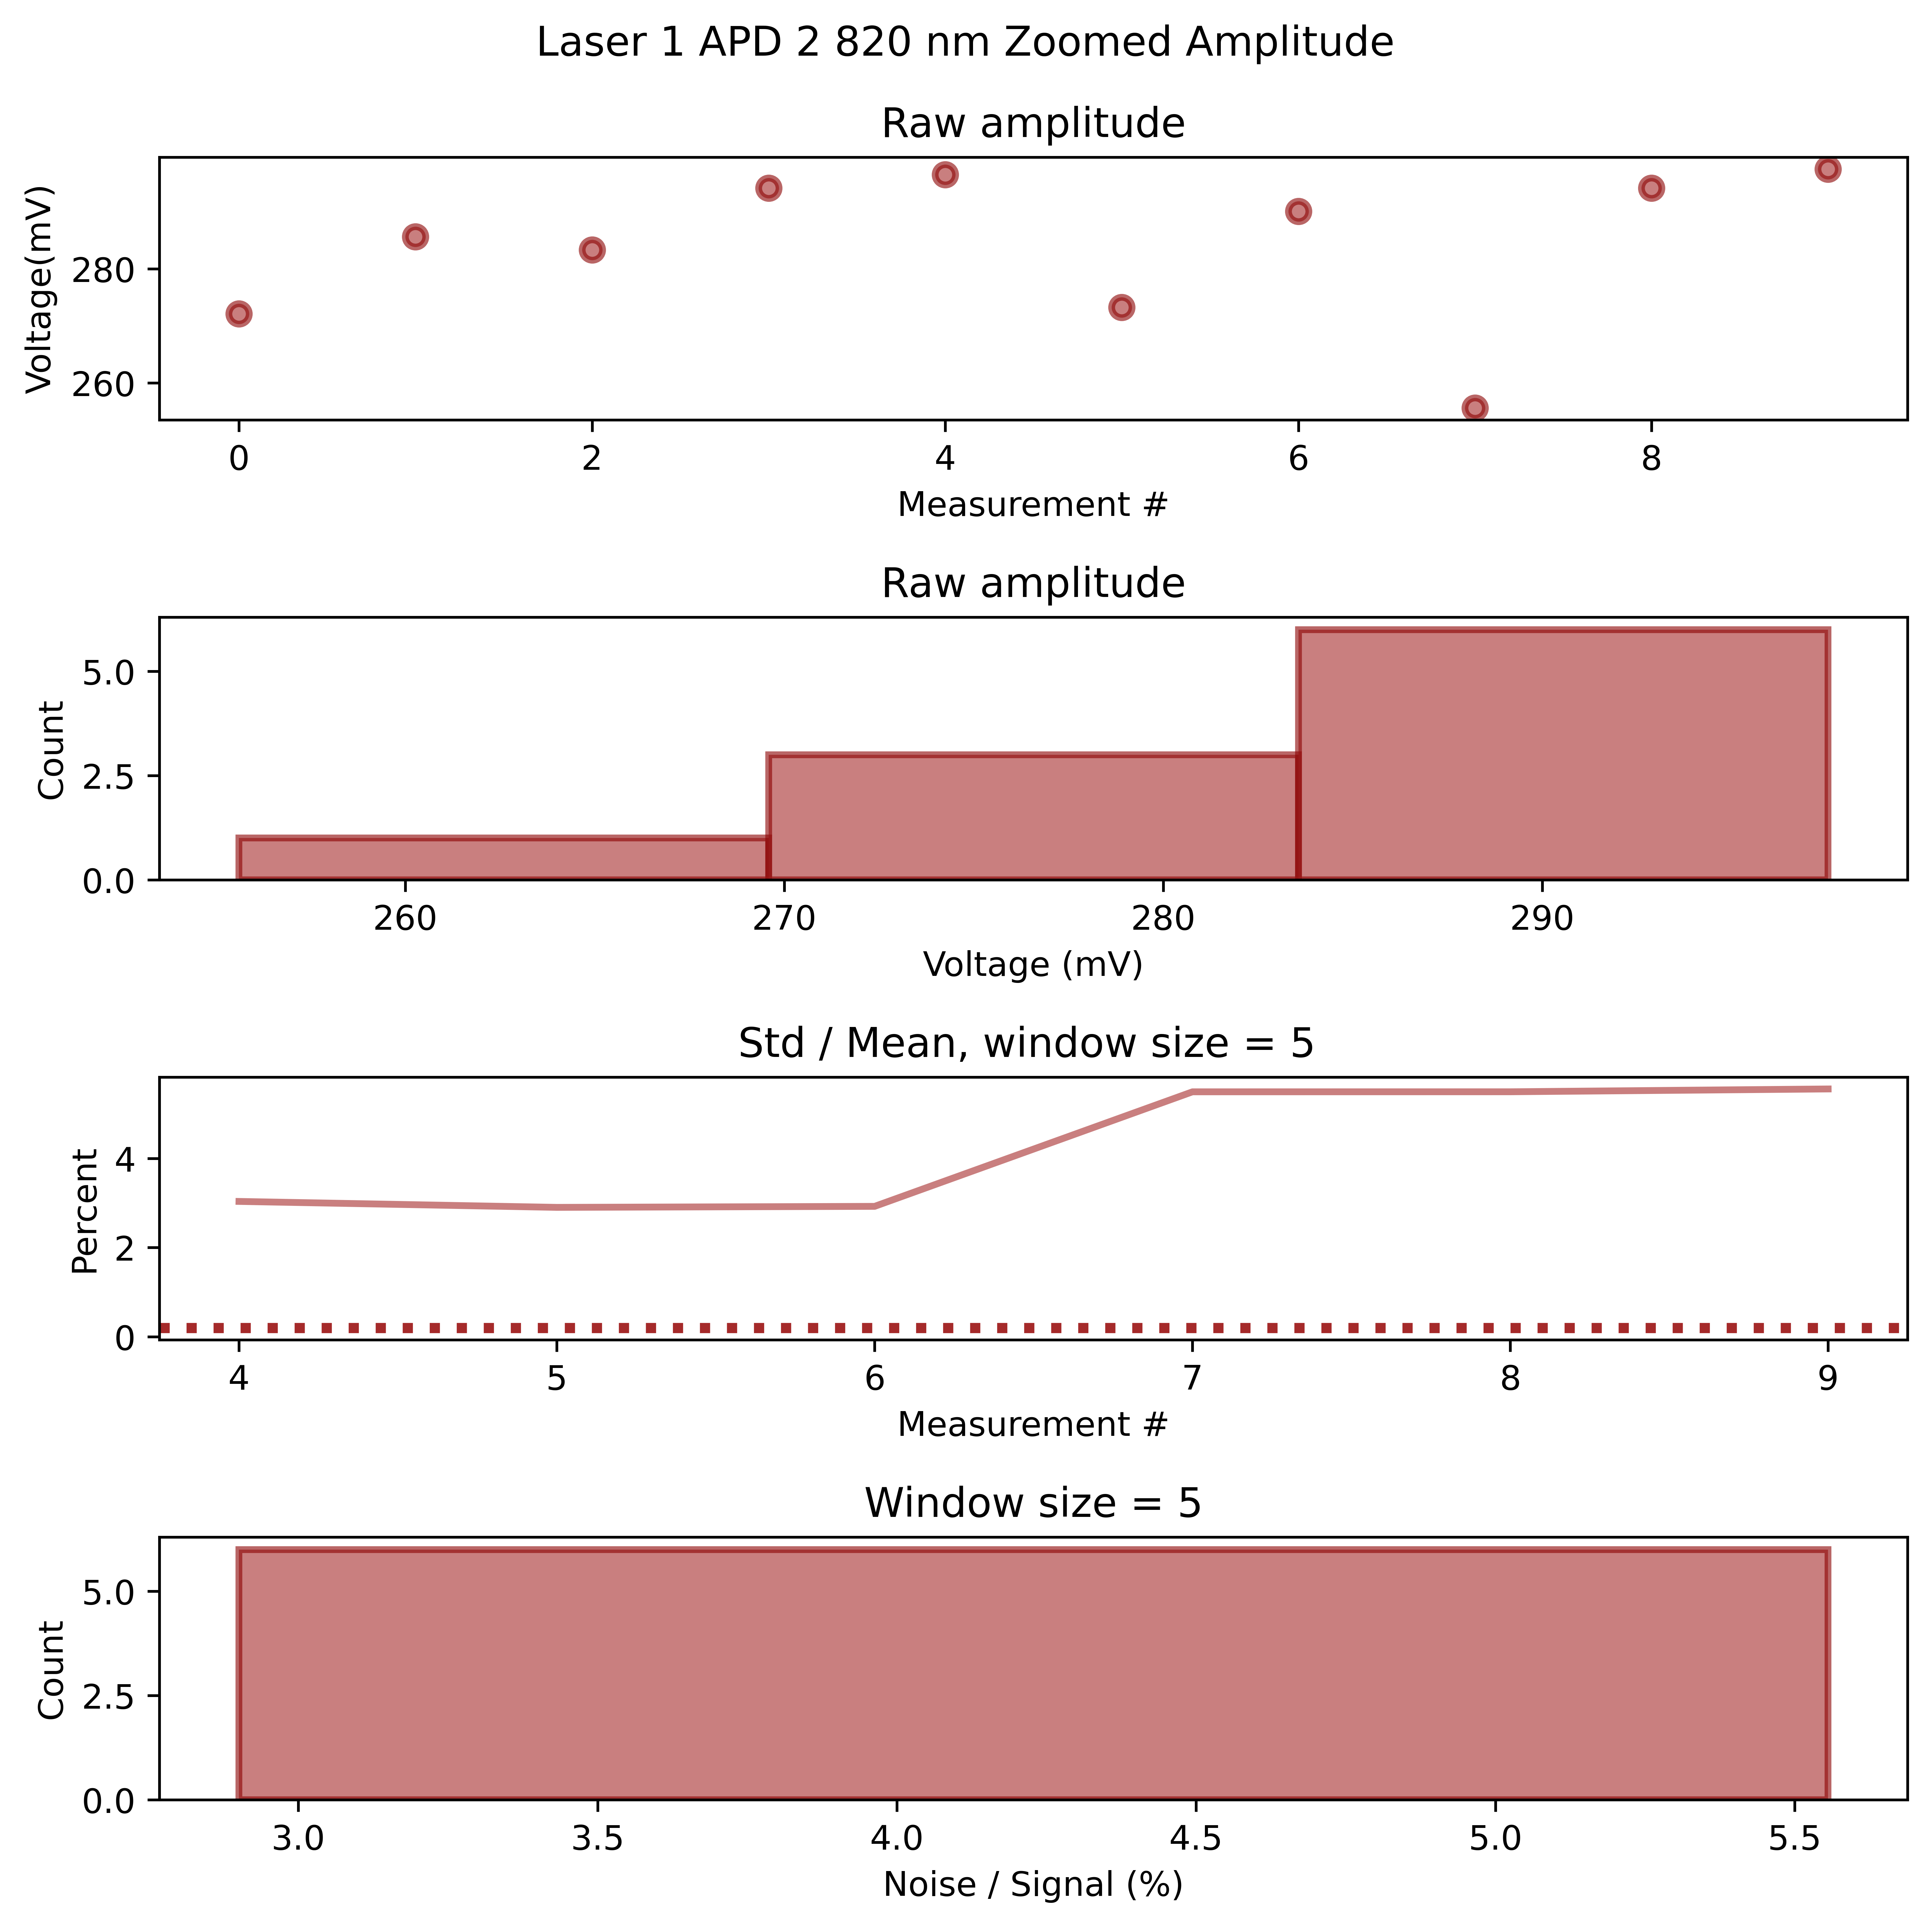 Laser 1 APD 2 820 nm Zoomed Amplitude
Raw amplitude
Voltage(mV)
280
260
0 2 4 6 8
Measurement #
Raw amplitude
Count
5.0
2.5
0.0
260 270 280 290
Voltage (mV)
Std / Mean, window size = 5
Percent
4
2
0
4 5 6 7 8 9
Measurement #
Window size = 5
Count
5.0
2.5
0.0
3.0 3.5 4.0 4.5 5.0 5.5
Noise / Signal (%)